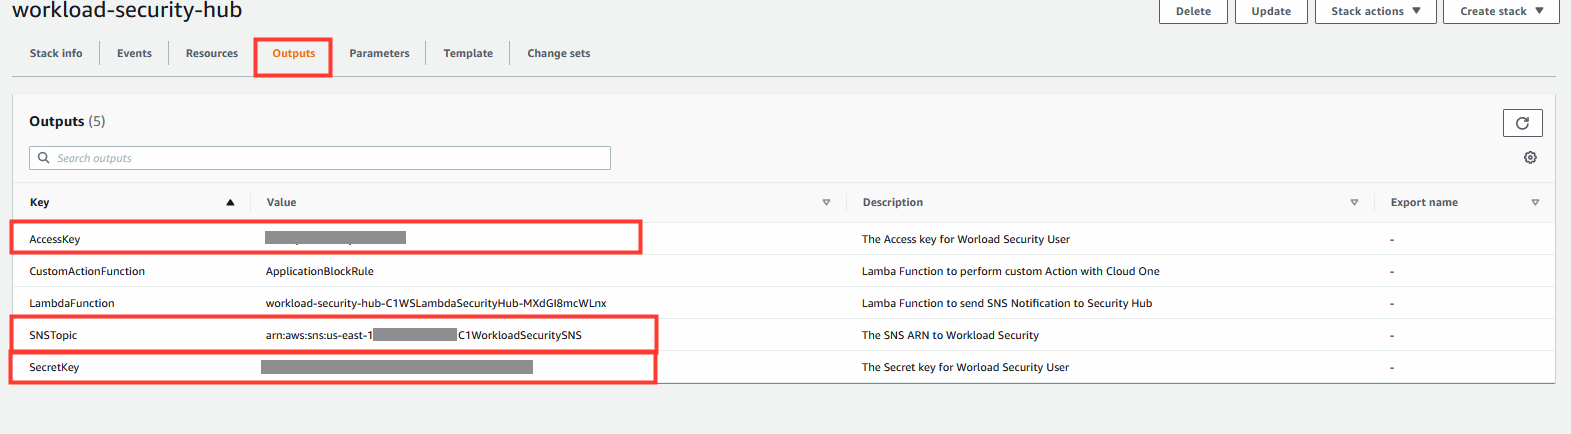 workload-security-hub
Delete Update Stack actions Create stack
Stack info Events Resources Outputs Parameters Template Change sets
Outputs (5)
Search outputs
Key Value Description Export name
AccessKey The Access key for Worload Security User -
CustomActionFunction ApplicationBlockRule Lamba Function to perform custom Action with Cloud One -
LambdaFunction workload-security-hub-C1WSLambdaSecurityHub-MXdGI8mcWLnx Lamba Function to send SNS Notification to Security Hub -
SNSTopic arn:aws:sns:us-east-1 C1WorkloadSecuritySNS The SNS ARN to Workload Security -
SecretKey The Secret key for Worload Security User -